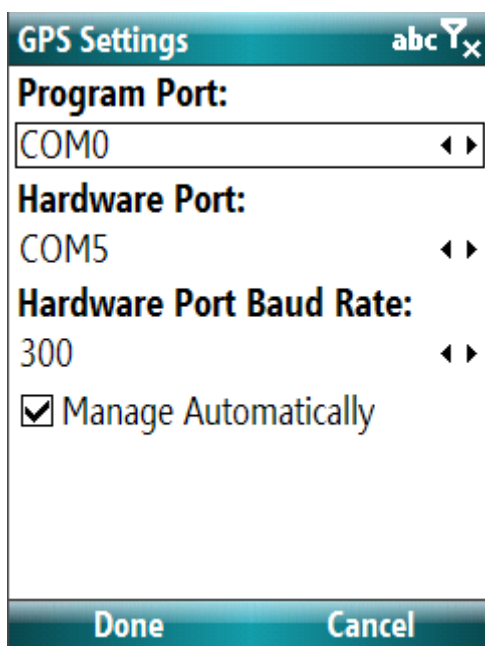 GPS Settings abc
Program Port:
COM0
Hardware Port:
COM5
Hardware Port Baud Rate:
300
Manage Automatically
Done Cancel